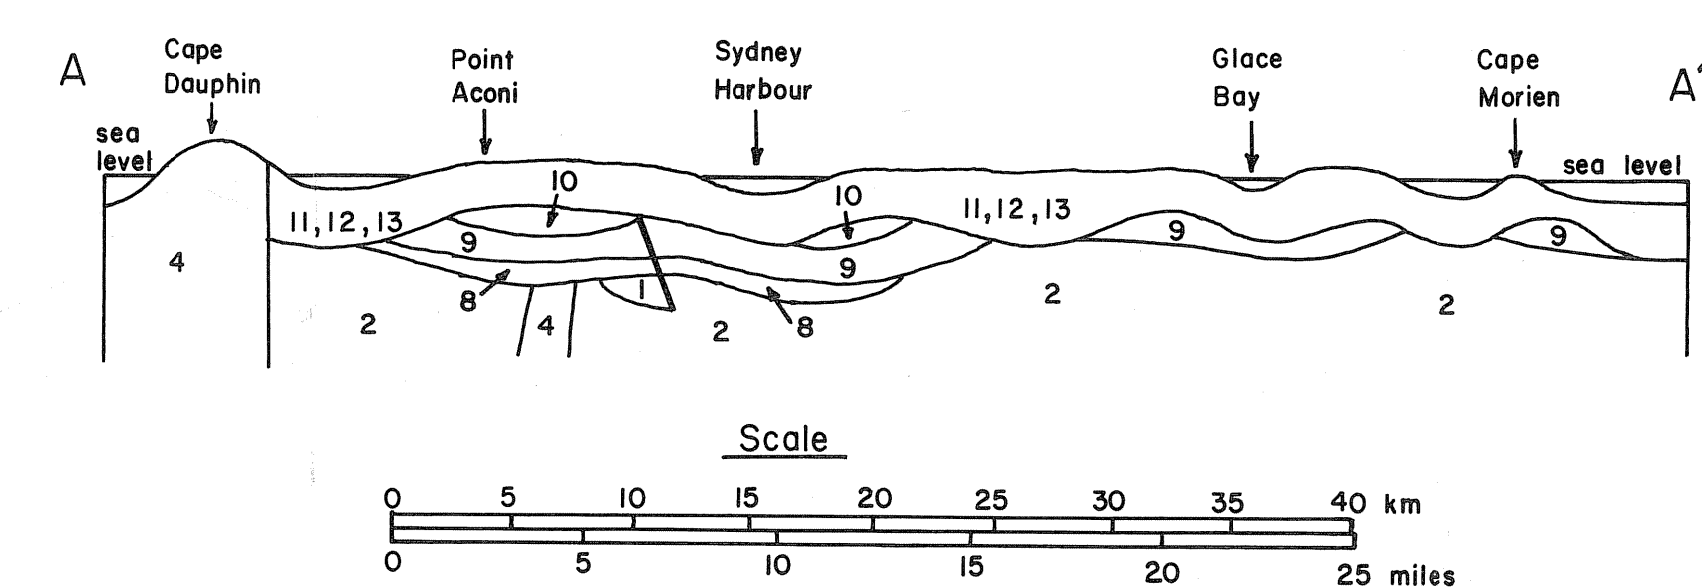 A
Cape
Dauphin
Point
Aconi
Sydney
Harbour
Glace
Bay
Cape
Morien
A'
sea
level
sea level
10
10
11, 12, 13
11, 12, 13
9
9
9
9
4
8
1
2
4
2
8
2
2
Scale
0 5 10 15 20 25 30 35 40 km
0 5 10 15 20 25 miles